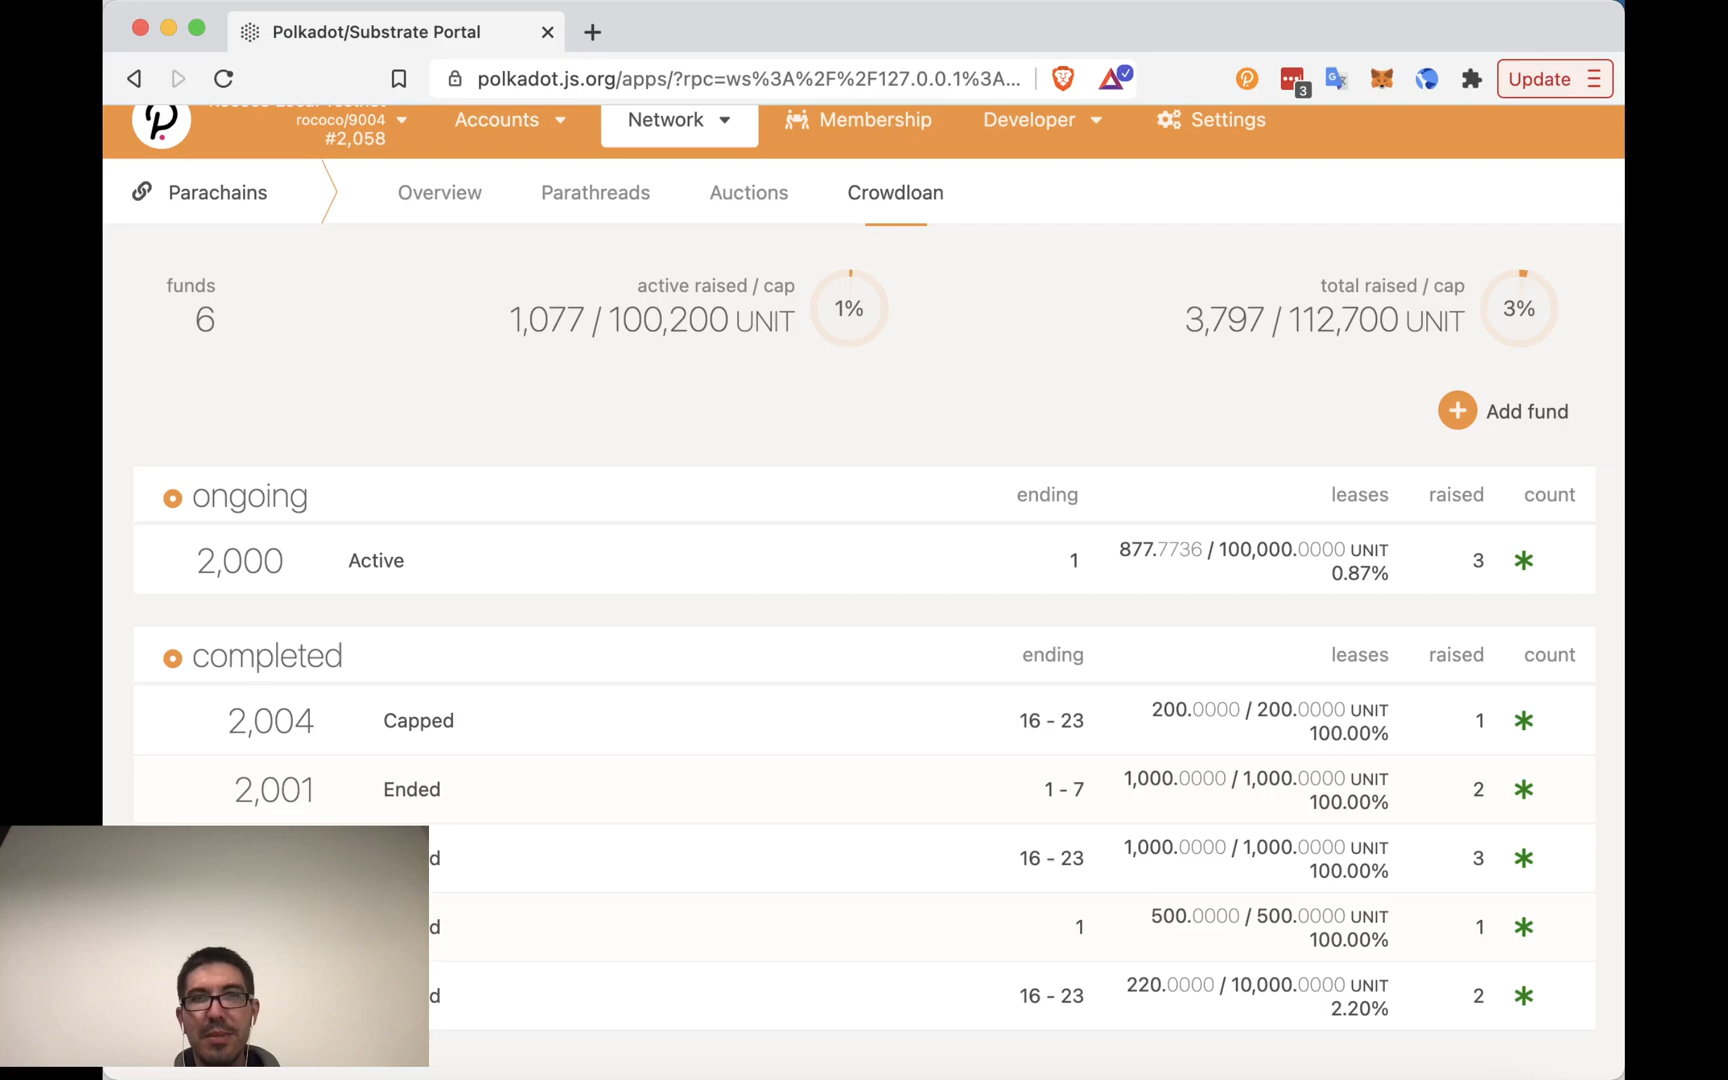 Polkadot/Substrate Portal
polkadot.js.org/apps/?rpc=ws%3A%2F%2F127.0.0.1%3A...
3
Update
rococo/9004
#2,058
Accounts
Network
Membership
Developer
Settings
Parachains
Overview
Parathreads
Auctions
Crowdloan
funds
6
active raised / cap
1,077 / 100,200 UNIT
1%
total raised / cap
3,797 / 112,700 UNIT
3%
Add fund
ongoing ending leases raised count
2,000 Active 1 877.7736 / 100,000.0000 UNIT 3
0.87%
completed ending leases raised count
2,004 Capped 16 - 23 200.0000 / 200.0000 UNIT 1
100.00%
2,001 Ended 1 - 7 1,000.0000 / 1,000.0000 UNIT 2
100.00%
d 16 - 23 1,000.0000 / 1,000.0000 UNIT 3
100.00%
d 1 500.0000 / 500.0000 UNIT 1
100.00%
d 16 - 23 220.0000 / 10,000.0000 UNIT 2
2.20%